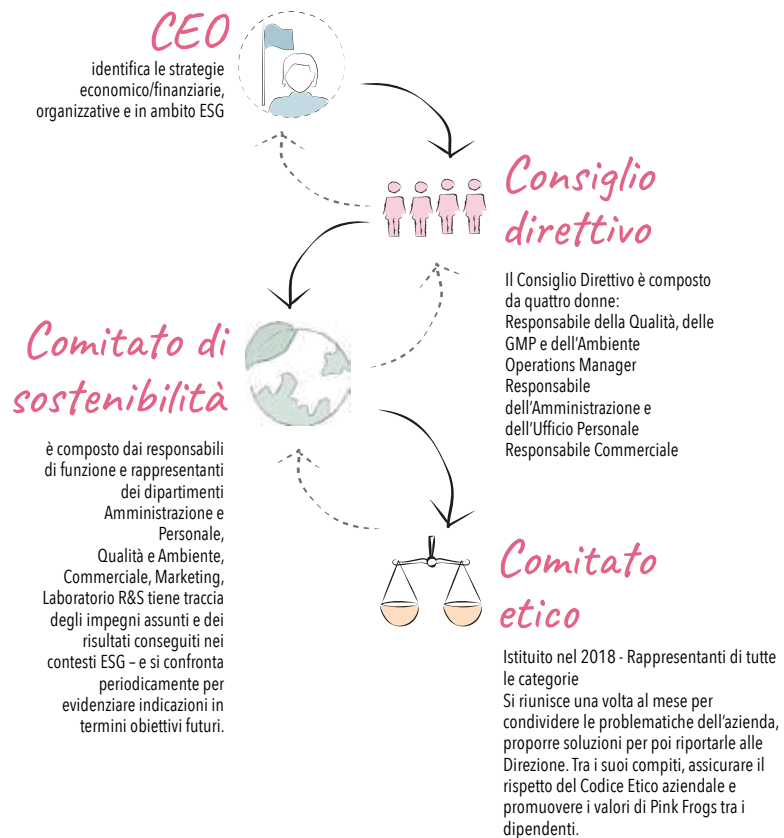 CEO
identifica le strategie
economico/finanziarie,
organizzative e in ambito ESG
Consiglio
direttivo
Il Consiglio Direttivo è composto
da quattro donne:
Responsabile della Qualità, delle
GMP e dell’Ambiente
Operations Manager
Responsabile
dell’Amministrazione e
dell’Ufficio Personale
Responsabile Commerciale
Comitato di
sostenibilità
è composto dai responsabili
di funzione e rappresentanti
dei dipartimenti
Amministrazione e
Personale,
Qualità e Ambiente,
Commerciale, Marketing,
Laboratorio R&S tiene traccia
degli impegni assunti e dei
risultati conseguiti nei
contesti ESG – e si confronta
periodicamente per
evidenziare indicazioni in
termini obiettivi futuri.
Comitato
etico
Istituito nel 2018 - Rappresentanti di tutte
le categorie
Si riunisce una volta al mese per
condividere le problematiche dell’azienda,
proporre soluzioni per poi riportarle alle
Direzione. Tra i suoi compiti, assicurare il
rispetto del Codice Etico aziendale e
promuovere i valori di Pink Frogs tra i
dipendenti.